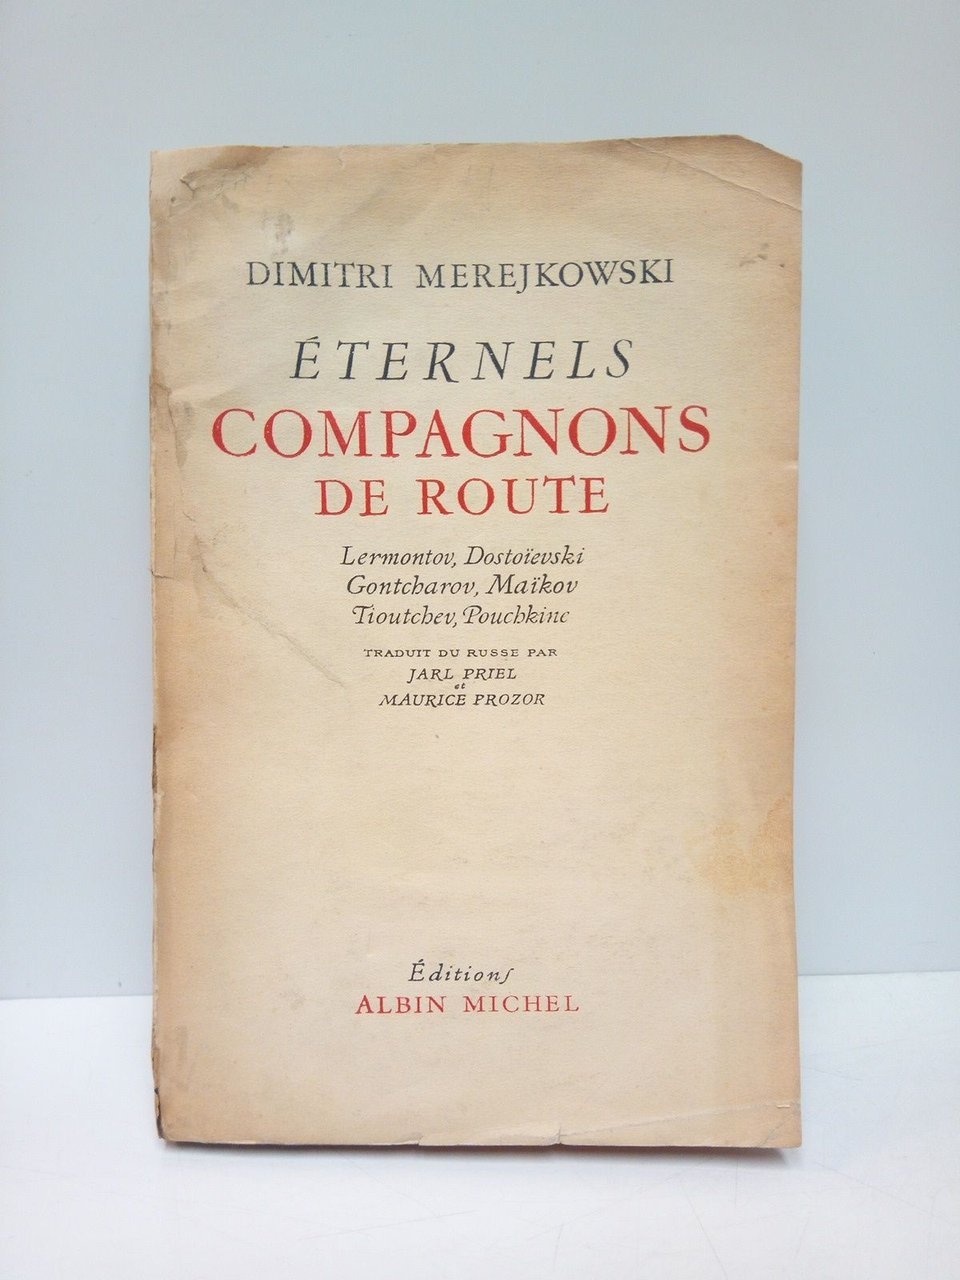 DIMITRI MEREJKOWSKI
ÉTERNELS
COMPAGNONS
DE ROUTE
Lermontov, Dostoïevski
Gontcharov, Maïkov
Tioutchev, Pouchkine
TRADUIT DU RUSSE PAR
JARL PRIEL
et
MAURICE PROZOR
Éditions
ALBIN MICHEL